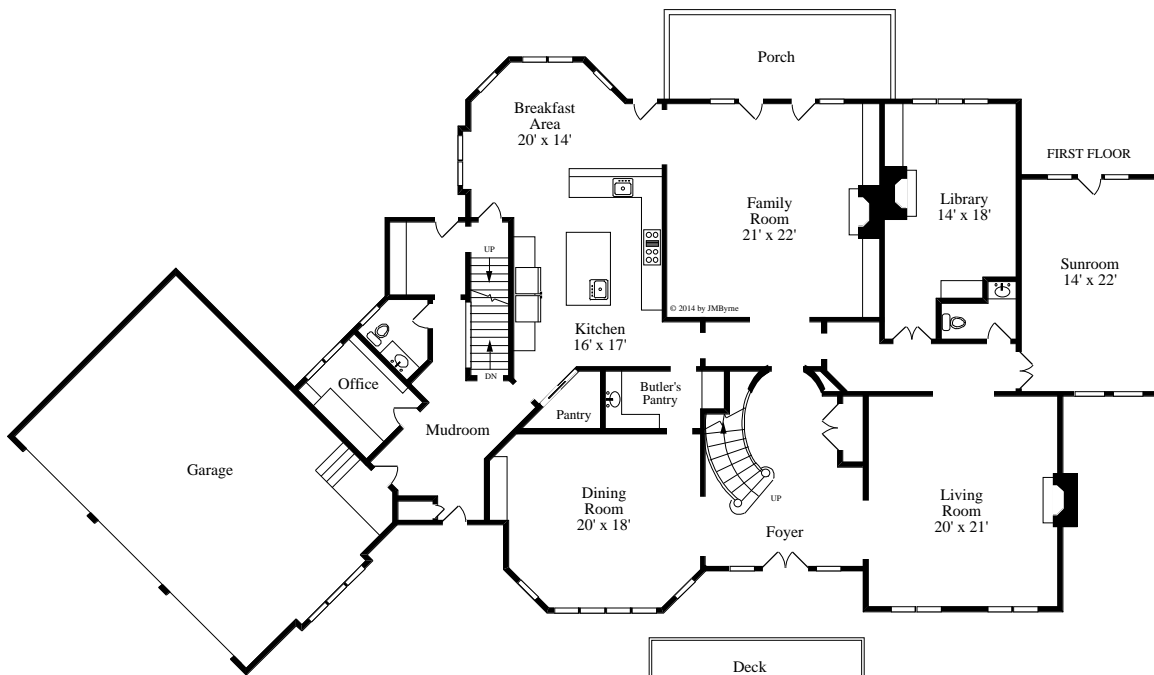 Porch
Breakfast
Area
20' x 14'
FIRST FLOOR
Library
14' x 18'
Family
Room
21' x 22'
UP
Sunroom
14' x 22'
© 2014 by JMByrne
Kitchen
16' x 17'
DN
Office
Butler's
Pantry
Pantry
Mudroom
Garage
Dining
Room
20' x 18'
UP
Living
Room
20' x 21'
Foyer
Deck